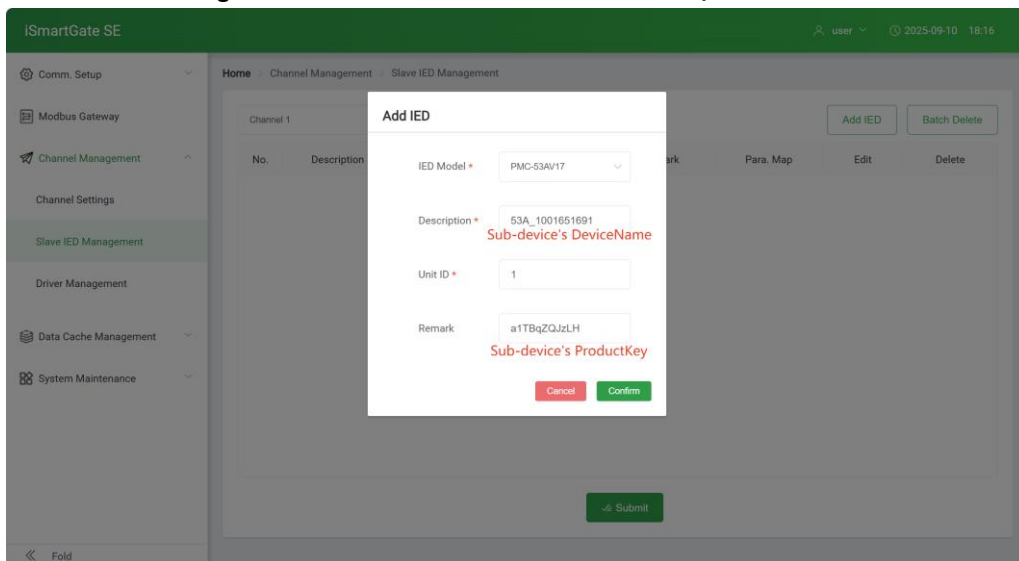 iSmartGate SE
user
2025-09-10 18:16
Comm. Setup
Home
Channel Management
Slave IED Management
Modbus Gateway
Channel 1
Add IED
Add IED
Batch Delete
Channel Management
No.
Description
Para. Map
Edit
Delete
IED Model *
PMC-53AV17
Channel Settings
Description *
53A_1001651691
Sub-device's DeviceName
Slave IED Management
Unit ID *
1
Driver Management
Remark
a1TBqZQJzLH
Sub-device's ProductKey
Data Cache Management
System Maintenance
Cancel
Confirm
Submit
Fold